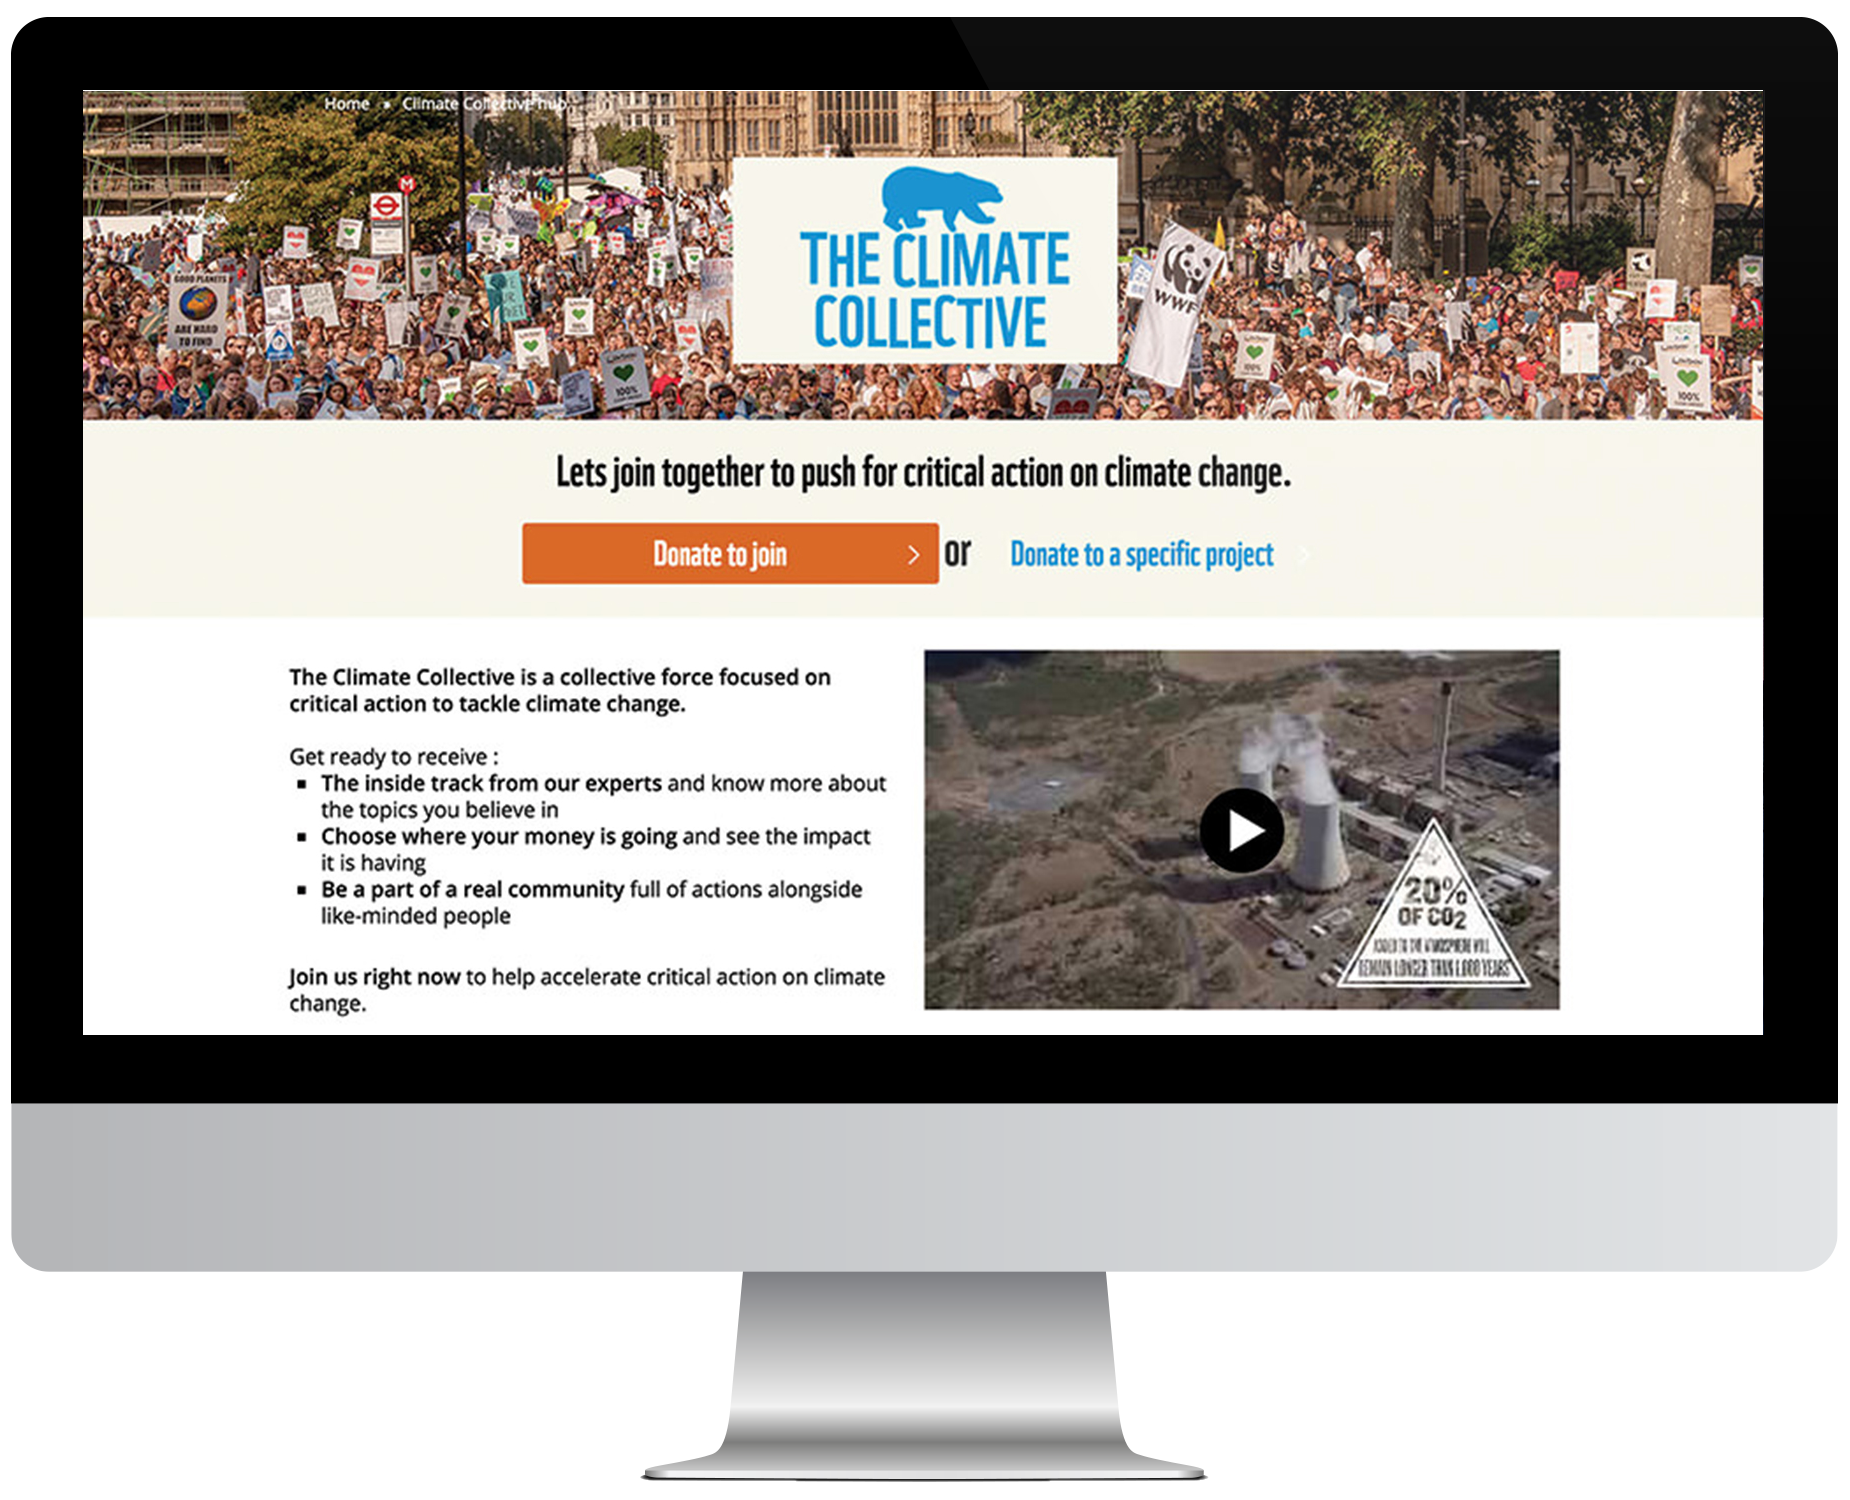 Home » Climate Collective hub
THE CLIMATE
COLLECTIVE
GOOD PLANETS
ARE HARD
TO FIND
WWF
100%
100%
Lets join together to push for critical action on climate change.
Donate to join
or
Donate to a specific project
The Climate Collective is a collective force focused on
critical action to tackle climate change.
Get ready to receive :
▪ The inside track from our experts and know more about
the topics you believe in
▪ Choose where your money is going and see the impact
it is having
▪ Be a part of a real community full of actions alongside
like-minded people
Join us right now to help accelerate critical action on climate
change.
20%
OF CO2
ADDED TO THE ATMOSPHERE WILL
REMAIN LONGER THAN 1,000 YEARS